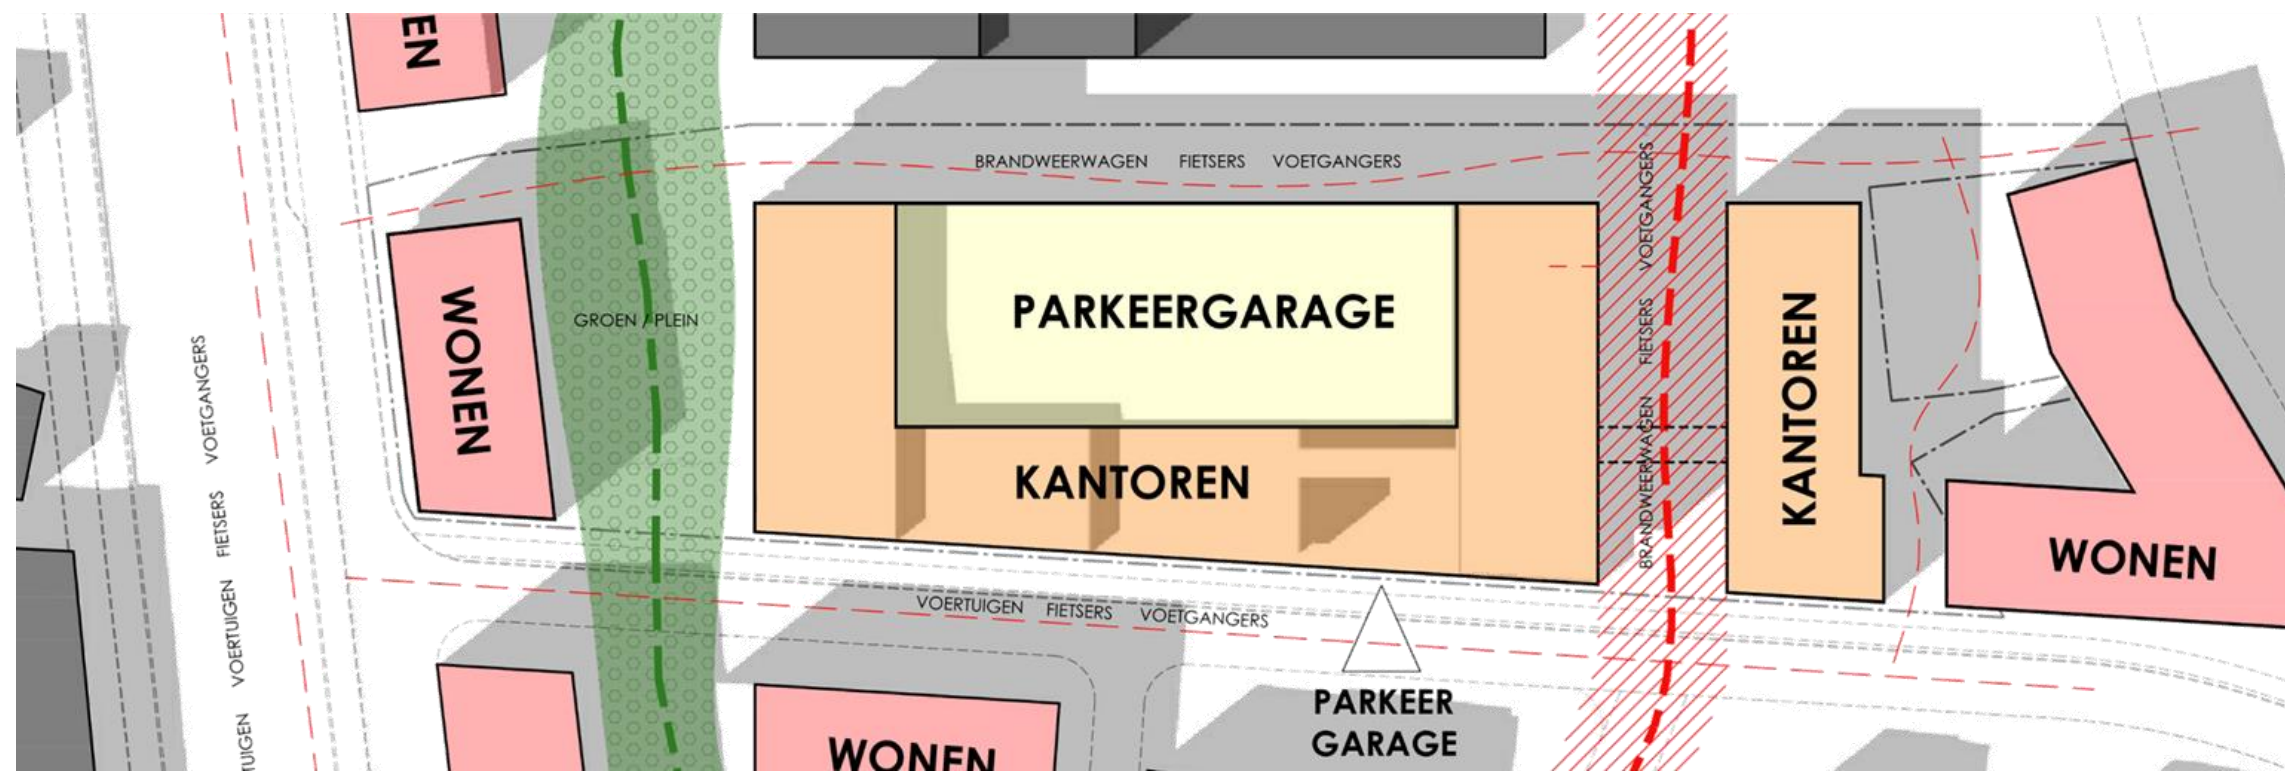 EN
BRANDWEERWAGEN FIETSERS VOETGANGERS
WONEN
GROEN / PLEIN
PARKEERGARAGE
KANTOREN
BRANDWEERWAGEN FIETSERS VOETGANGERS
KANTOREN
WONEN
VOERTUIGEN FIETSERS VOETGANGERS
TUIGEN
VOERTUIGEN FIETSERS VOETGANGERS
PARKEER
GARAGE
WONEN